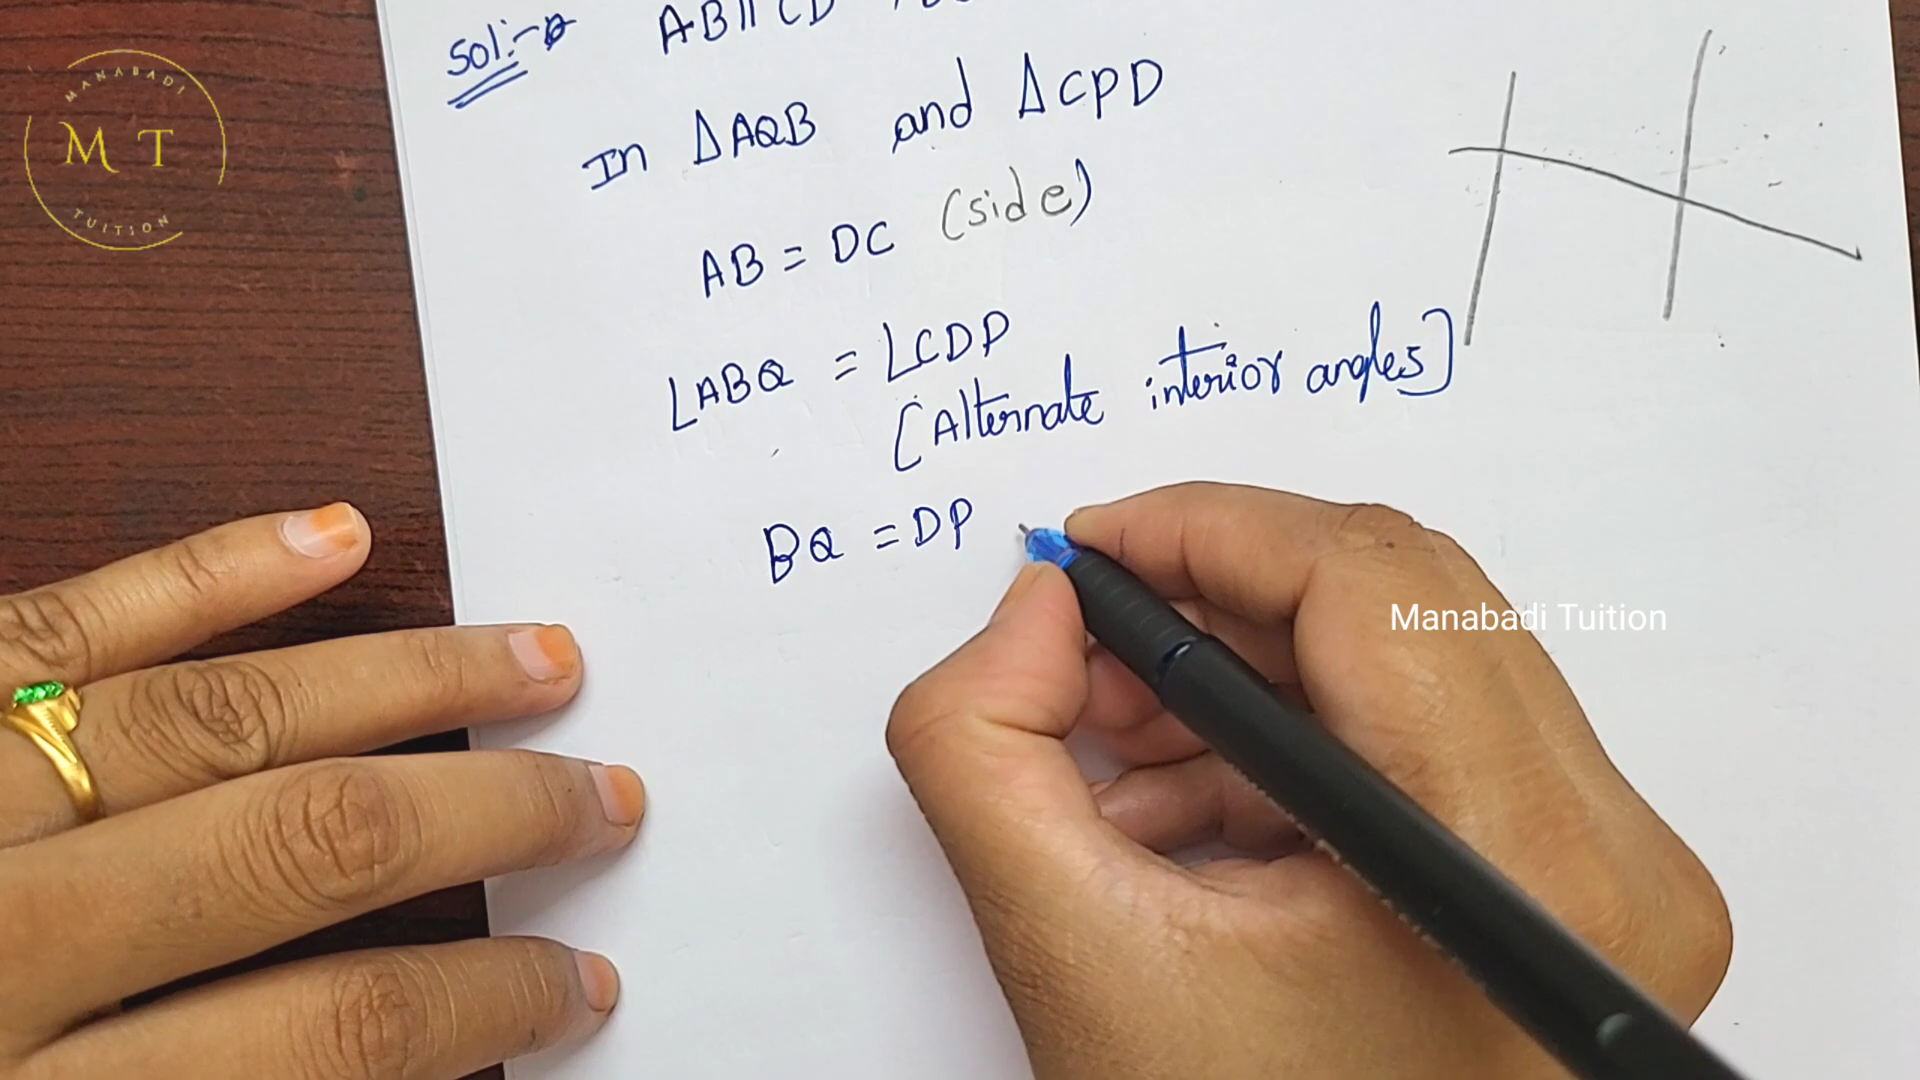 MANABADI
M T
TUITION
Sol:- AB || CD
In ΔAQB and ΔCPD
AB = DC (side)
∠ABQ = ∠CDP
[Alternate interior angles]
BQ = DP
Manabadi Tuition